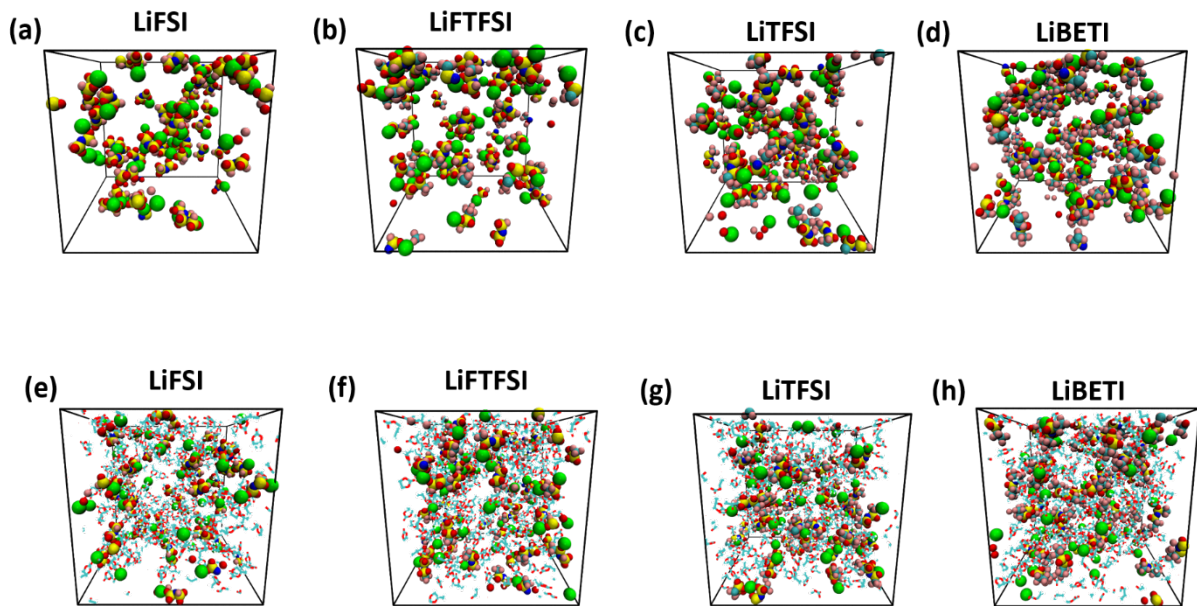 (a) LiFSI
(b) LiFTFSI
(c) LiTFSI
(d) LiBETI
(e) LiFSI
(f) LiFTFSI
(g) LiTFSI
(h) LiBETI